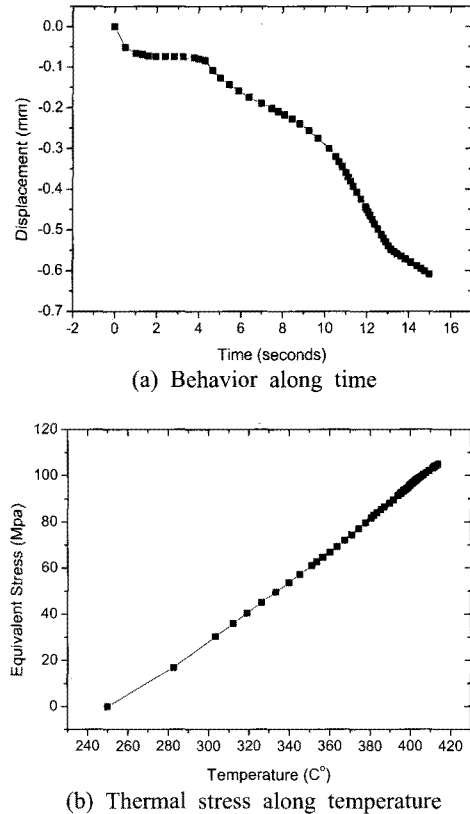 0.0
-0.1
-0.2
-0.3
-0.4
-0.5
-0.6
-0.7
Displacement (mm)
-2 0 2 4 6 8 10 12 14 16
Time (seconds)
(a) Behavior along time
120
100
80
60
40
20
0
Equivalent Stress (Mpa)
240 260 280 300 320 340 360 380 400 420
Temperature (C°)
(b) Thermal stress along temperature